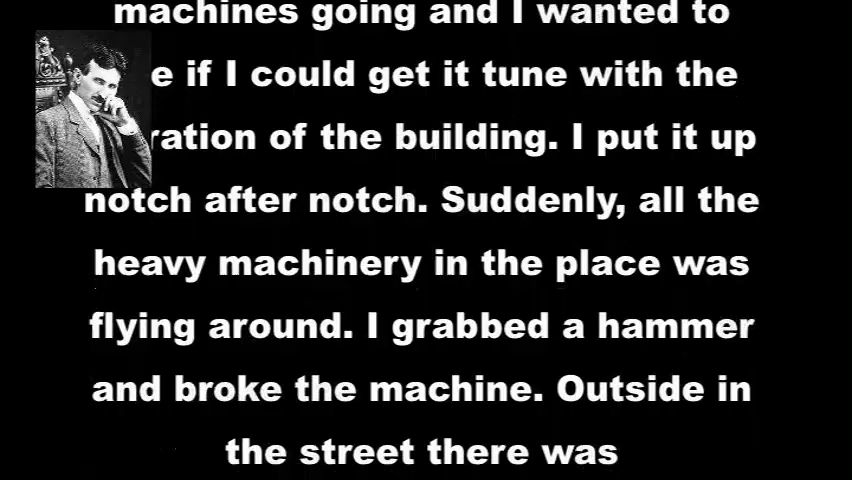 machines going and I wanted to
e if I could get it tune with the
ration of the building. I put it up
notch after notch. Suddenly, all the
heavy machinery in the place was
flying around. I grabbed a hammer
and broke the machine. Outside in
the street there was